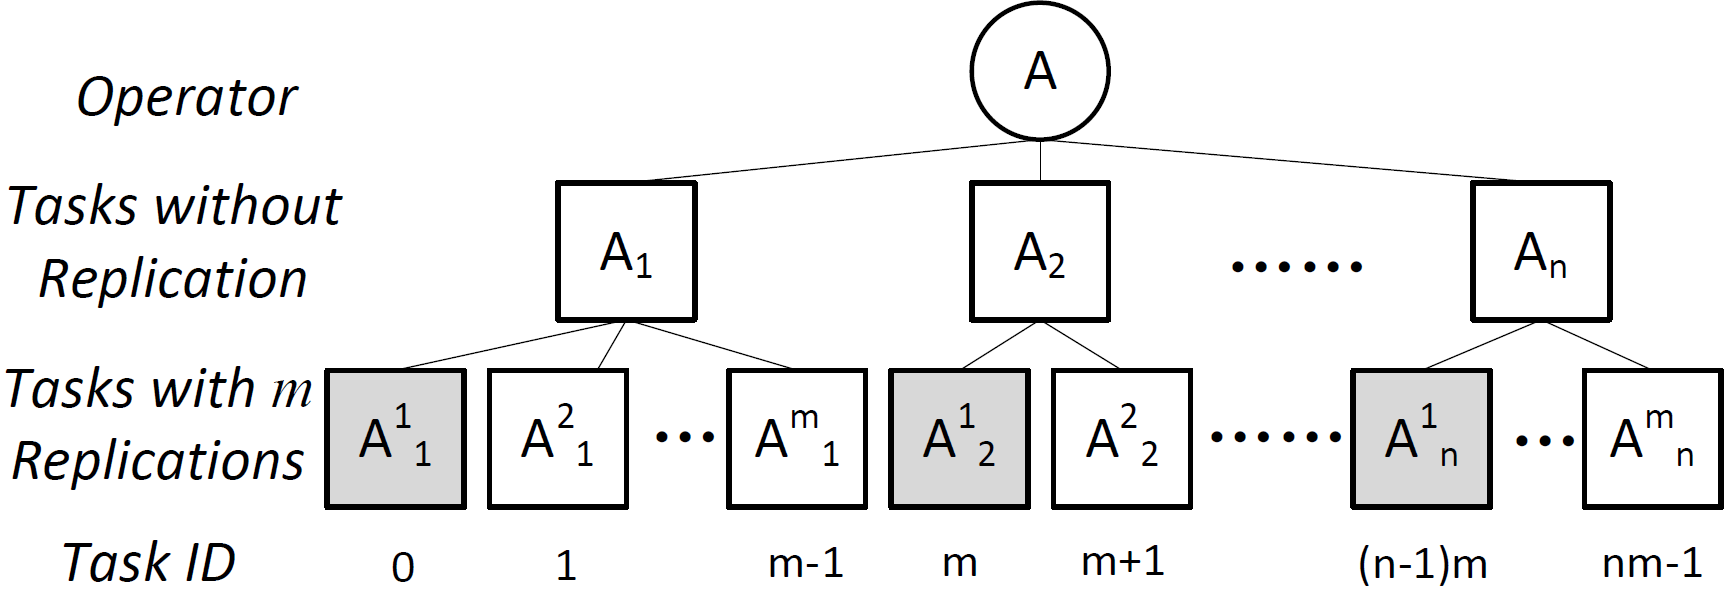 Operator
A
Tasks without
Replication
A₁
A₂
……
Aₙ
Tasks with m
Replications
A¹₁
A²₁
…
Aᵐ₁
A¹₂
A²₂
……
A¹ₙ
…
Aᵐₙ
Task ID
0
1
m-1
m
m+1
(n-1)m
nm-1